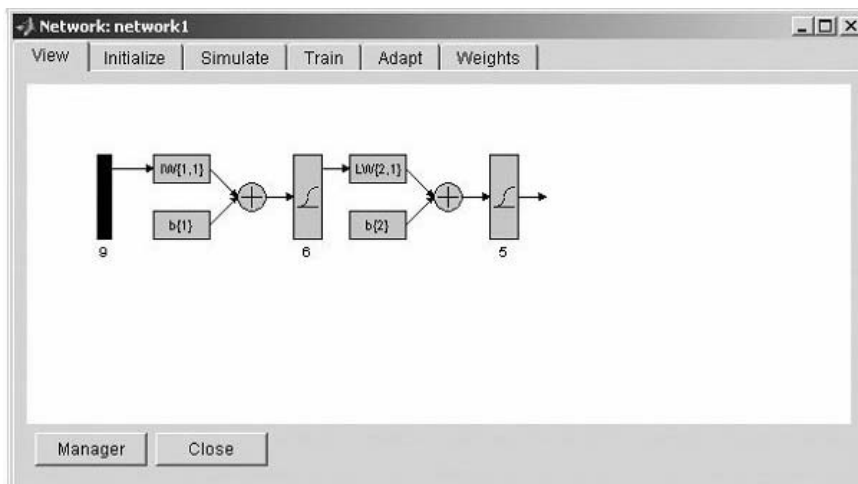 Network: network1
View Initialize Simulate Train Adapt Weights
IW{1,1} LW{2,1}
b{1} b{2}
9 6 5
Manager Close